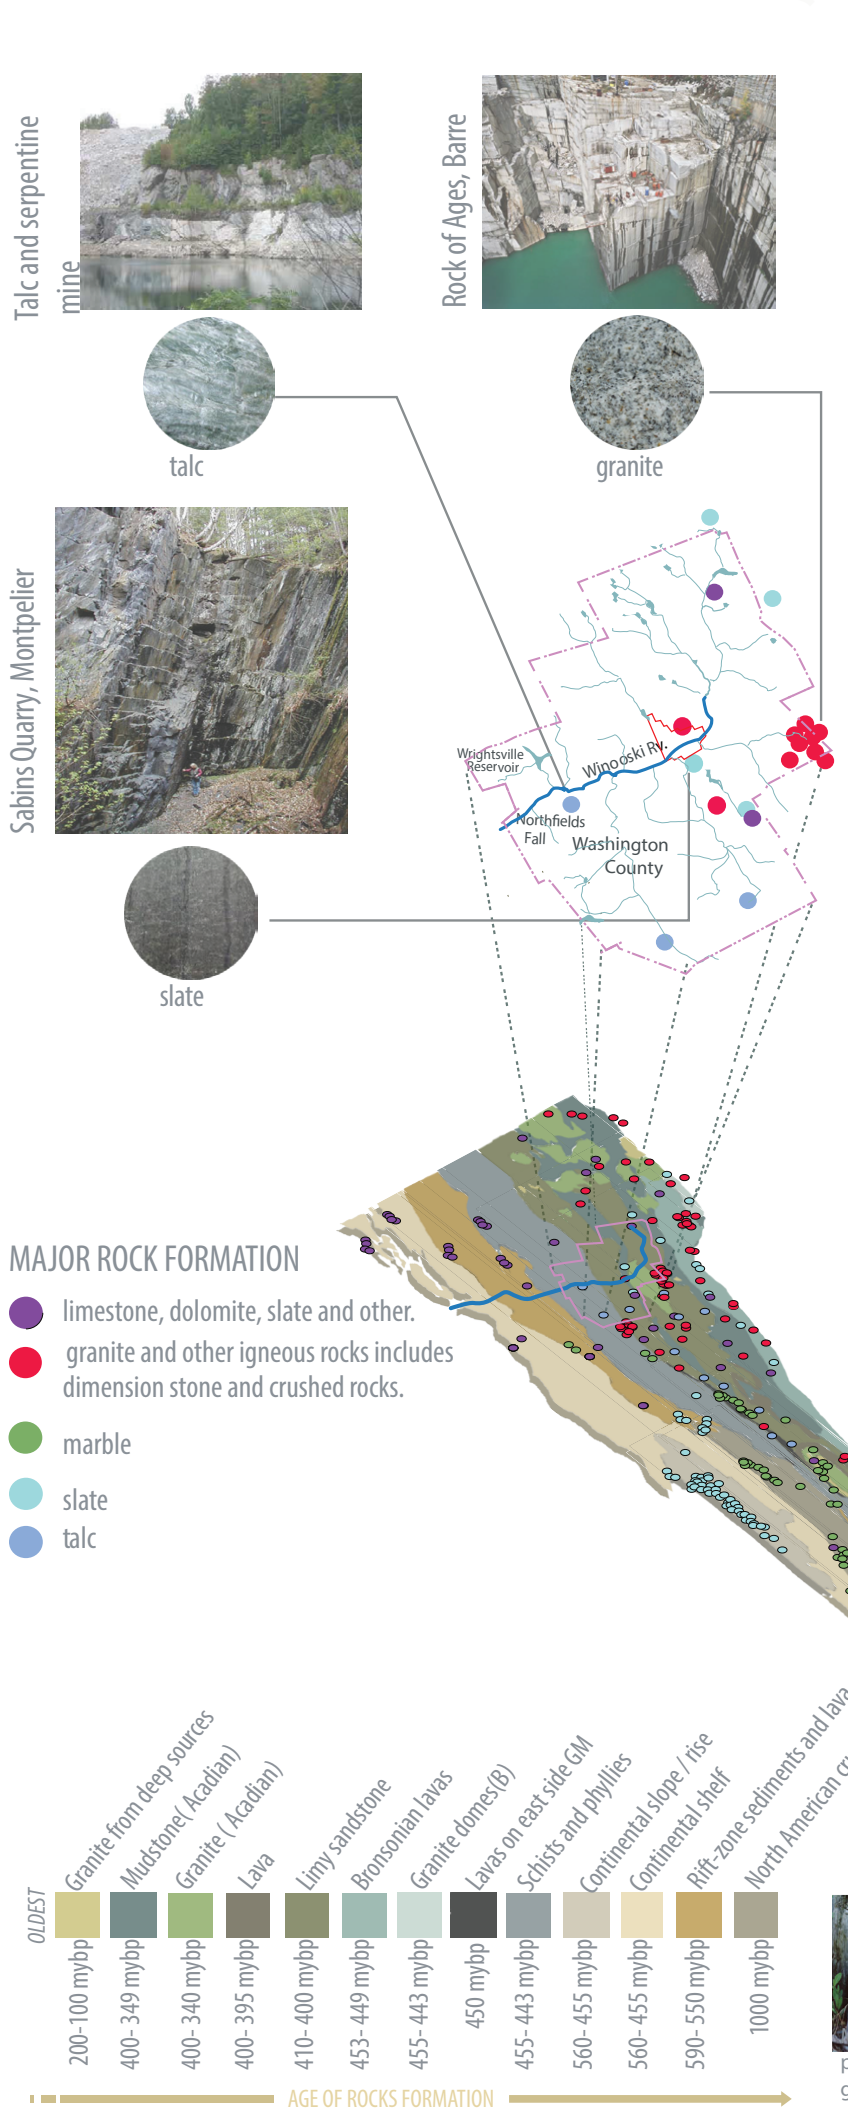 Talc and serpentine
mine
Rock of Ages, Barre
talc
granite
Sabins Quarry, Montpelier
slate
Wrightsville
Reservoir
Winooski Rv.
Northfields
Fall
Washington
County
MAJOR ROCK FORMATION
limestone, dolomite, slate and other.
granite and other igneous rocks includes
dimension stone and crushed rocks.
marble
slate
talc
OLDEST
Granite from deep sources
Mudstone( Acadian)
Granite ( Acadian)
Lava
Limy sandstone
Bronsonian lavas
Granite domes(B)
Lavas on east side GM
Schists and phyllies
Continental slope / rise
Continental shelf
Rift-zone sediments and lava
North American
200-100 mybp
400- 349 mybp
400- 340 mybp
400- 395 mybp
410- 400 mybp
453- 449 mybp
455- 443 mybp
450 mybp
455- 443 mybp
560- 455 mybp
560- 455 mybp
590- 550 mybp
1000 mybp
AGE OF ROCKS FORMATION